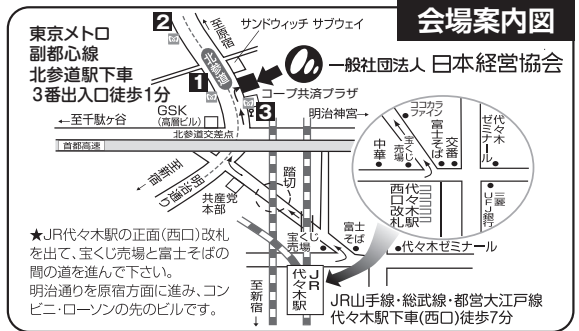 会場案内図
東京メトロ
副都心線
北参道駅下車
3番出入口徒歩1分
2
至原宿
サンドウィッチ サブウェイ
北参道
1
一般社団法人 日本経営協会
コープ共済プラザ
3
GSK
(高層ビル)
明治神宮→
←至千駄ヶ谷
北参道交差点
首都高速
至新宿
明治通り
共産党
本部
踏切
宝くじ
売場
富士
そば
代々木ゼミナール
JR
代々木駅
至新宿
ココカラ
ファイン
中華
宝くじ
売場
富士そば
交番
代々木
ゼミナール
代々木駅
西口改札
三菱
UFJ
銀行
★JR代々木駅の正面(西口)改札
を出て、宝くじ売場と富士そばの
間の道を進んで下さい。
明治通りを原宿方面に進み、コン
ビニ・ローソンの先のビルです。
JR山手線・総武線・都営大江戸線
代々木駅下車(西口)徒歩7分